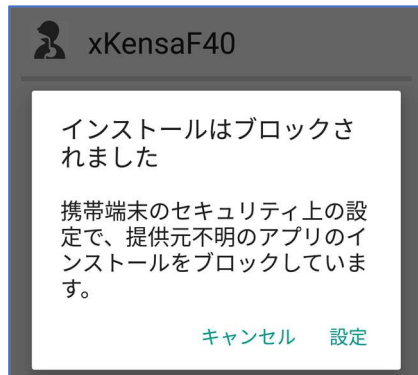 xKensaF40
インストールはブロックさ
れました
携帯端末のセキュリティ上の設
定で、提供元不明のアプリのイ
ンストールをブロックしていま
す。
キャンセル 設定